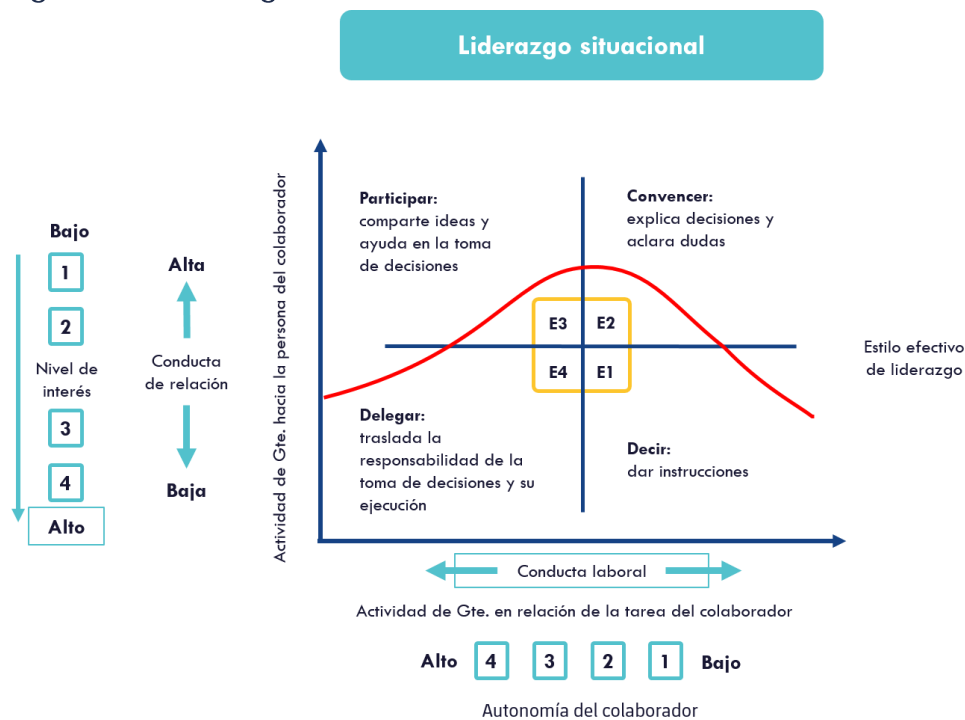 Liderazgo situacional
Bajo
1
2
Nivel de
interés
3
4
Alto
Alta
Conducta
de relación
Baja
Actividad de Gte. hacia la persona del colaborador
Participar:
comparte ideas y
ayuda en la toma
de decisiones
Convencer:
explica decisiones y
aclara dudas
E3 E2
E4 E1
Delegar:
traslada la
responsabilidad de la
toma de decisiones y su
ejecución
Decir:
dar instrucciones
Estilo efectivo
de liderazgo
Conducta laboral
Actividad de Gte. en relación de la tarea del colaborador
Alto 4 3 2 1 Bajo
Autonomía del colaborador